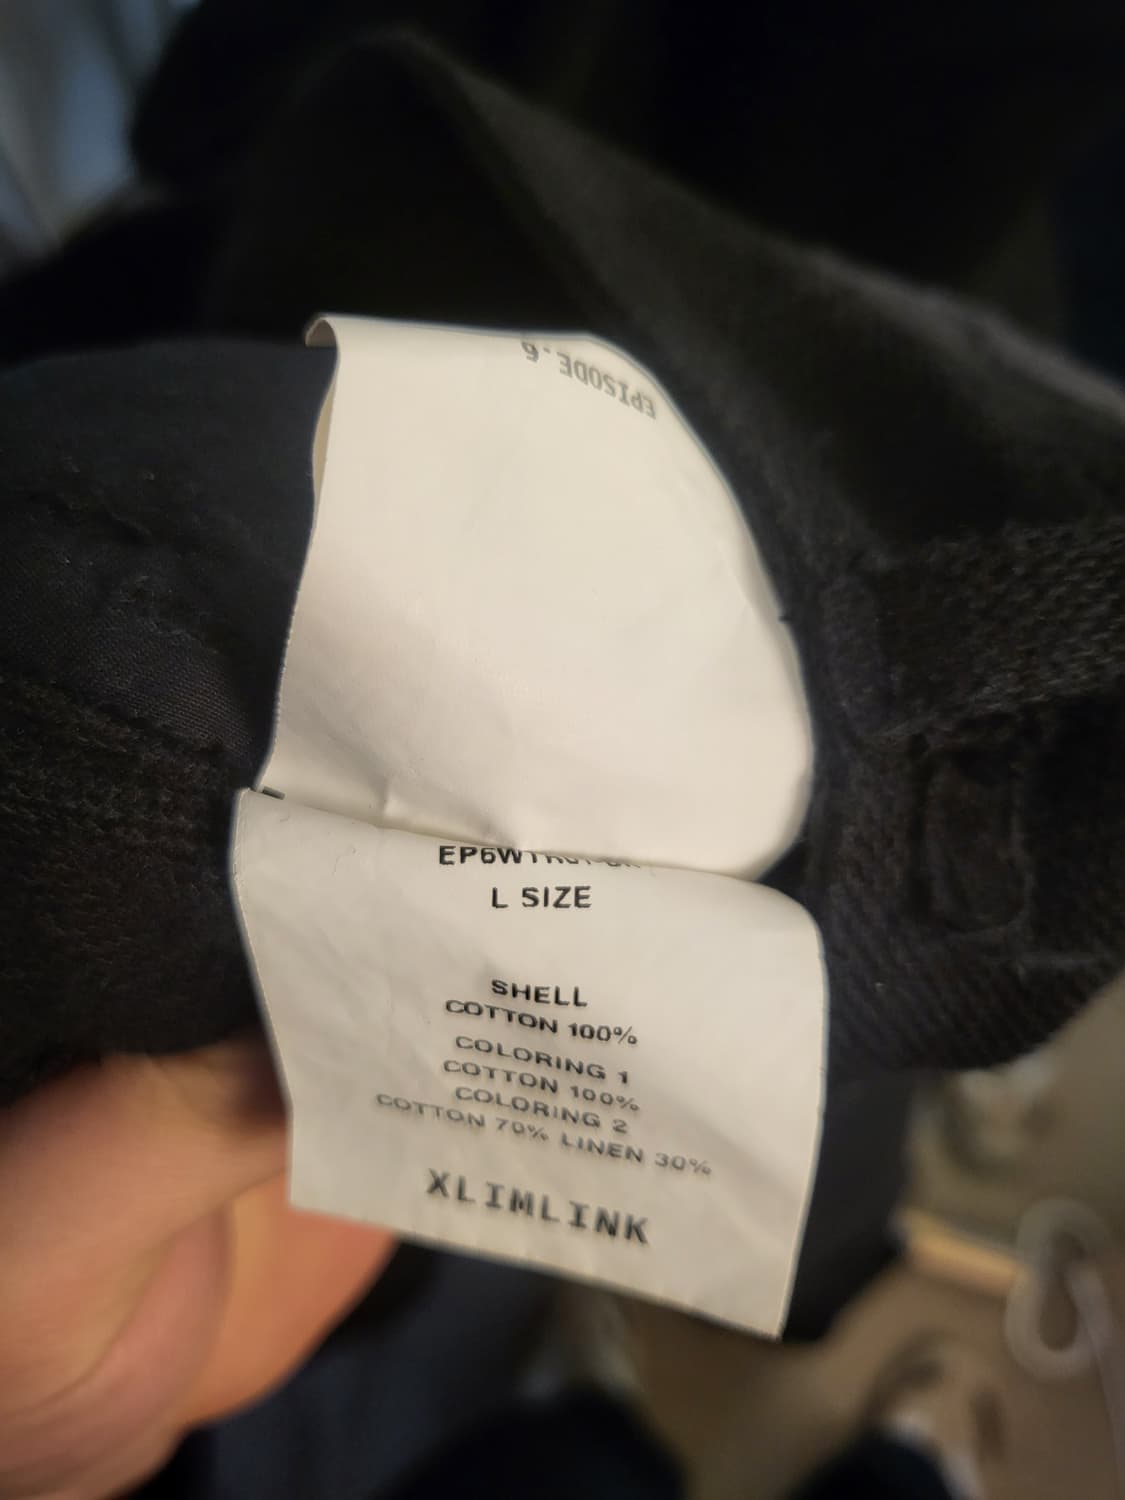 EPISODE.6
L SIZE
SHELL
COTTON 100%
COLORING 1
COTTON 100%
COLORING 2
COTTON 70% LINEN 30%
XLIMLINK